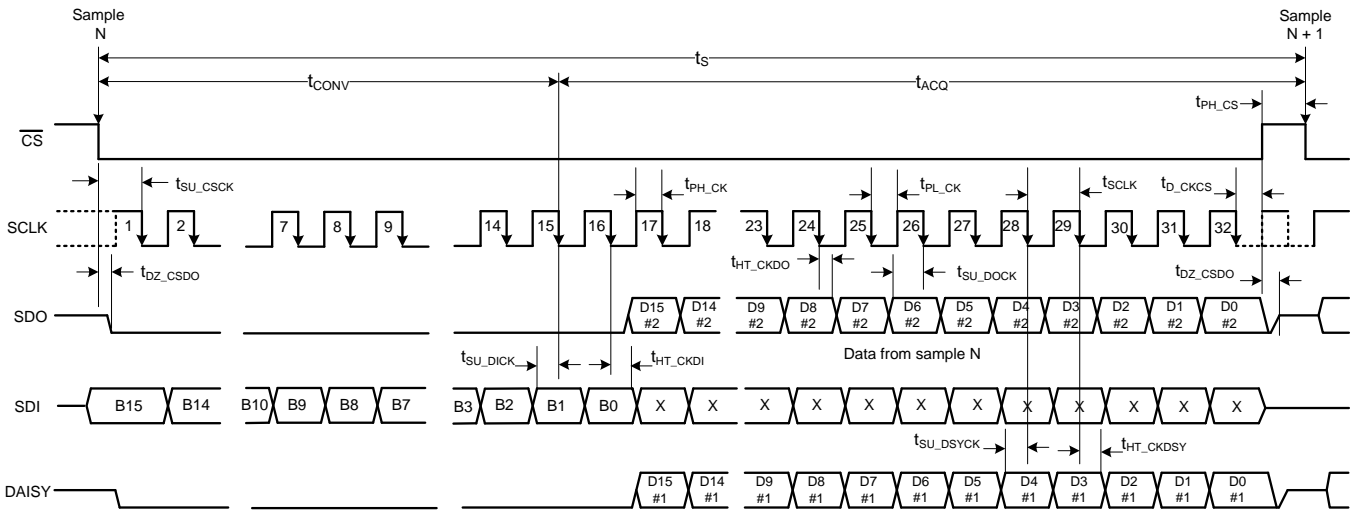 Sample
N
Sample
N + 1
tS
tCONV
tACQ
tPH_CS
CS
tSU_CSCK
tPH_CK
tPL_CK
tSCLK
tD_CKCS
SCLK
1 2 7 8 9 14 15 16 17 18 23 24 25 26 27 28 29 30 31 32
tDZ_CSDO
tHT_CKDO
tSU_DOCK
tDZ_CSDO
SDO
D15 D14 D9 D8 D7 D6 D5 D4 D3 D2 D1 D0
#2 #2 #2 #2 #2 #2 #2 #2 #2 #2 #2 #2
tSU_DICK
tHT_CKDI
Data from sample N
SDI
B15 B14 B10 B9 B8 B7 B3 B2 B1 B0 X X X X X X X X X X X X
tSU_DSYCK
tHT_CKDSY
DAISY
D15 D14 D9 D8 D7 D6 D5 D4 D3 D2 D1 D0
#1 #1 #1 #1 #1 #1 #1 #1 #1 #1 #1 #1